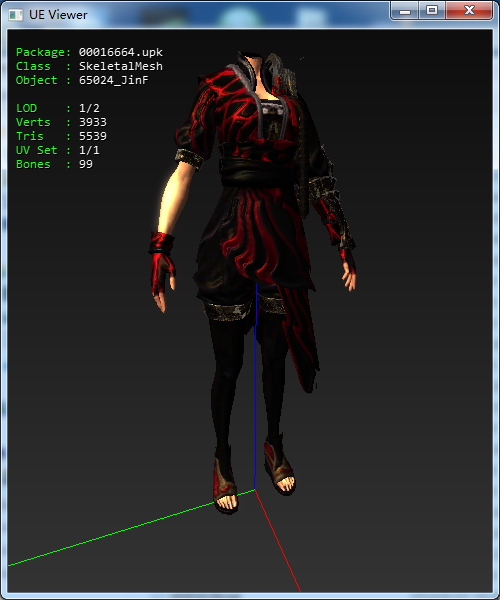 UE Viewer
Package: 00016664.upk
Class  : SkeletalMesh
Object : 65024_JinF
LOD    : 1/2
Verts  : 3933
Tris   : 5539
UV Set : 1/1
Bones  : 99